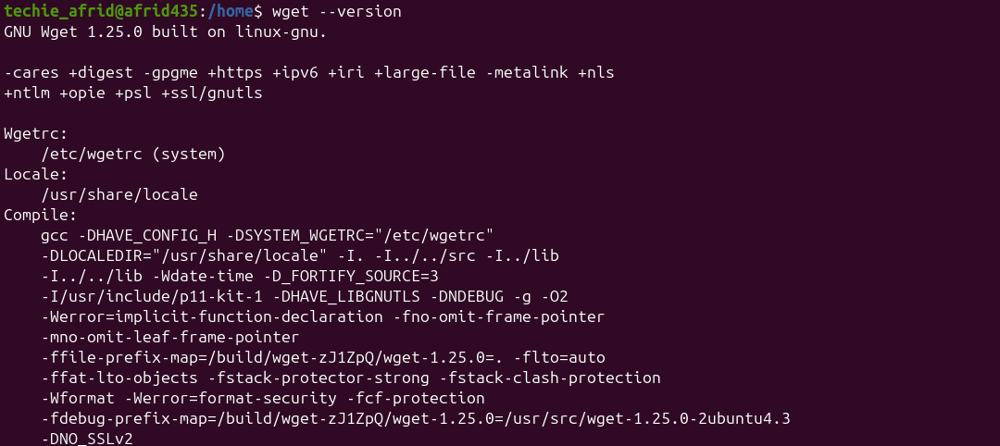 techie_afrid@afrid435:/home$ wget --version
GNU Wget 1.25.0 built on linux-gnu.
-cares +digest -gpgme +https +ipv6 +iri +large-file -metalink +nls
+ntlm +opie +psl +ssl/gnutls
Wgetrc:
/etc/wgetrc (system)
Locale:
/usr/share/locale
Compile:
gcc -DHAVE_CONFIG_H -DSYSTEM_WGETRC="/etc/wgetrc"
-DLOCALEDIR="/usr/share/locale" -I. -I../../src -I../lib
-I../../lib -Wdate-time -D_FORTIFY_SOURCE=3
-I/usr/include/p11-kit-1 -DHAVE_LIBGNUTLS -DNDEBUG -g -O2
-Werror=implicit-function-declaration -fno-omit-frame-pointer
-mno-omit-leaf-frame-pointer
-ffile-prefix-map=/build/wget-zJ1ZpQ/wget-1.25.0=. -flto=auto
-ffat-lto-objects -fstack-protector-strong -fstack-clash-protection
-Wformat -Werror=format-security -fcf-protection
-fdebug-prefix-map=/build/wget-zJ1ZpQ/wget-1.25.0=/usr/src/wget-1.25.0-2ubuntu4.3
-DNO_SSLv2